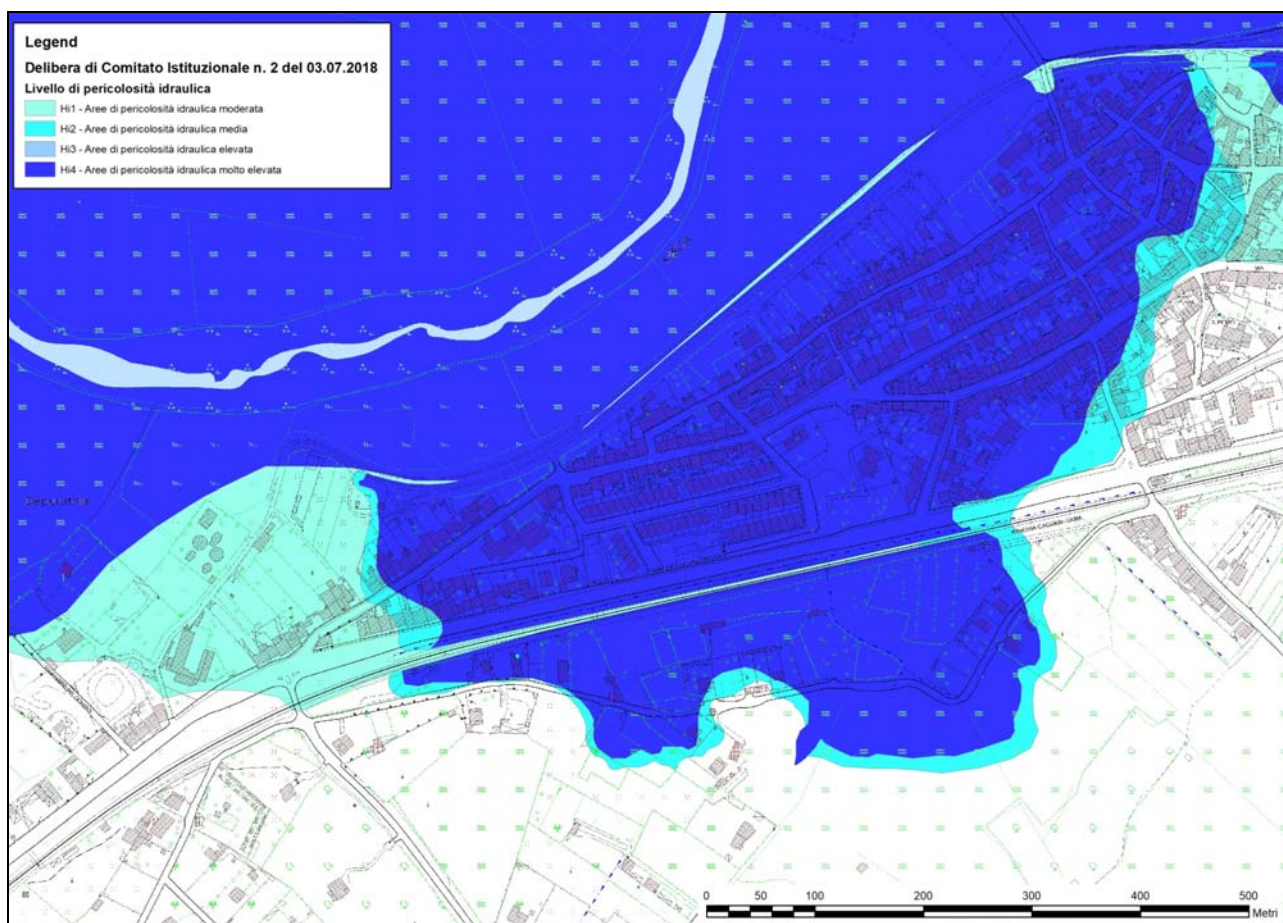 Legend
Delibera di Comitato Istituzionale n. 2 del 03.07.2018
Livello di pericolosità idraulica
Hi1 - Aree di pericolosità idraulica moderata
Hi2 - Aree di pericolosità idraulica media
Hi3 - Aree di pericolosità idraulica elevata
Hi4 - Aree di pericolosità idraulica molto elevata
Depuratore
0 50 100 200 300 400 500
Metri